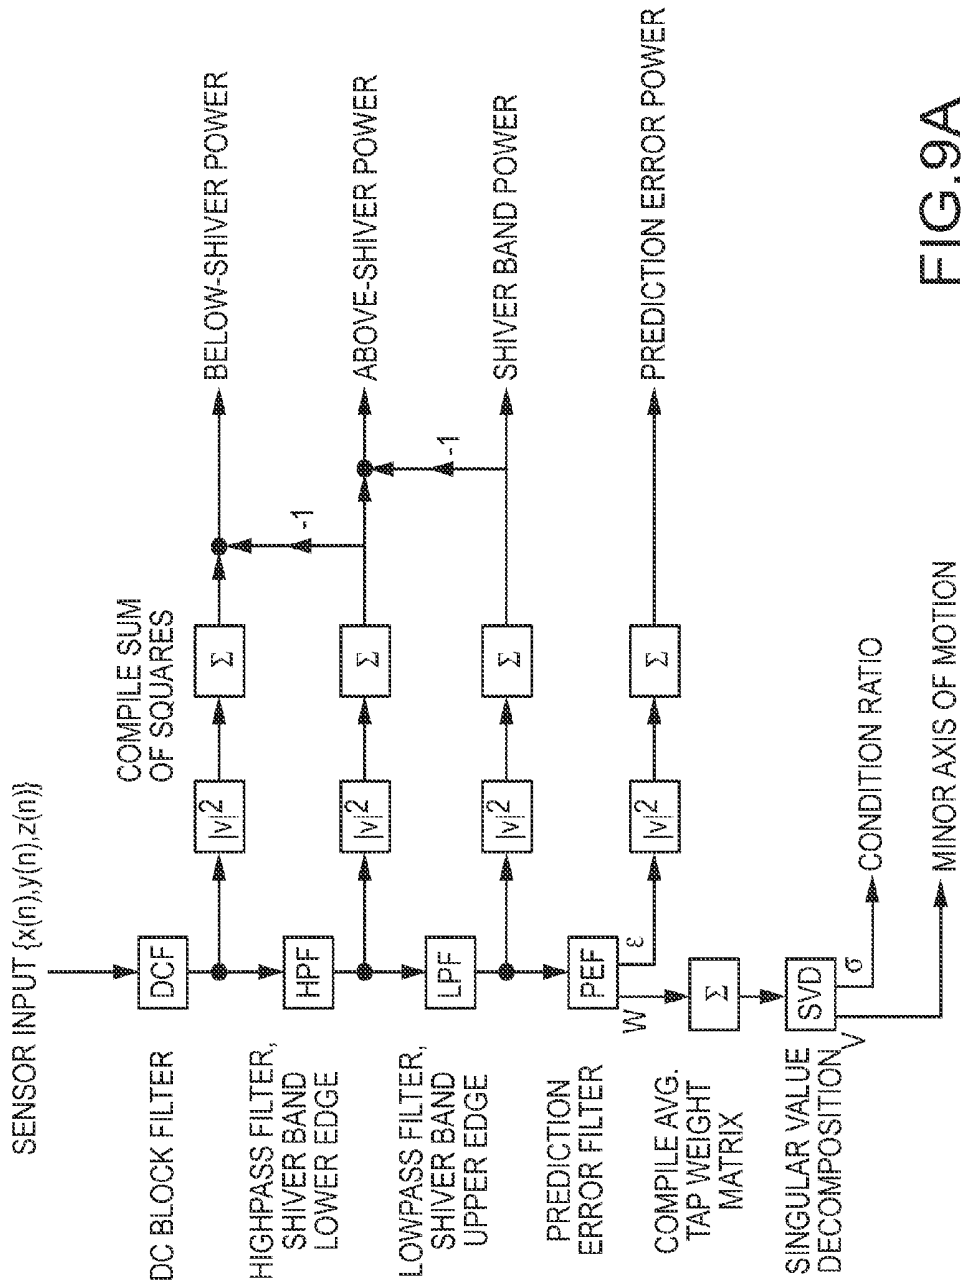 SENSOR INPUT {x(n),y(n),z(n)}
DC BLOCK FILTER
DCF
|v|²
COMPILE SUM
OF SQUARES
Σ
-1
BELOW-SHIVER POWER
HIGHPASS FILTER,
SHIVER BAND
LOWER EDGE
HPF
|v|²
Σ
-1
ABOVE-SHIVER POWER
LOWPASS FILTER,
SHIVER BAND
UPPER EDGE
LPF
|v|²
Σ
SHIVER BAND POWER
PREDICTION
ERROR FILTER
PEF
W
ε
|v|²
Σ
PREDICTION ERROR POWER
COMPILE AVG.
TAP WEIGHT
MATRIX
Σ
SINGULAR VALUE
DECOMPOSITION
SVD
V
σ
CONDITION RATIO
MINOR AXIS OF MOTION
FIG.9A